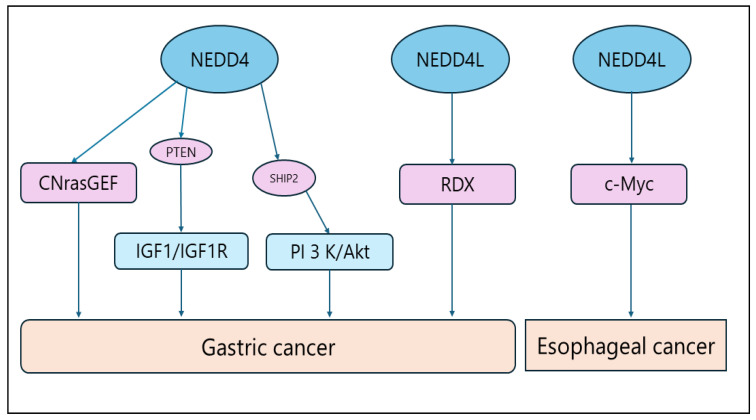 NEDD4
NEDD4L
NEDD4L
PTEN
CNrasGEF
SHIP2
RDX
c-Myc
IGF1/IGF1R
PI 3 K/Akt
Gastric cancer
Esophageal cancer